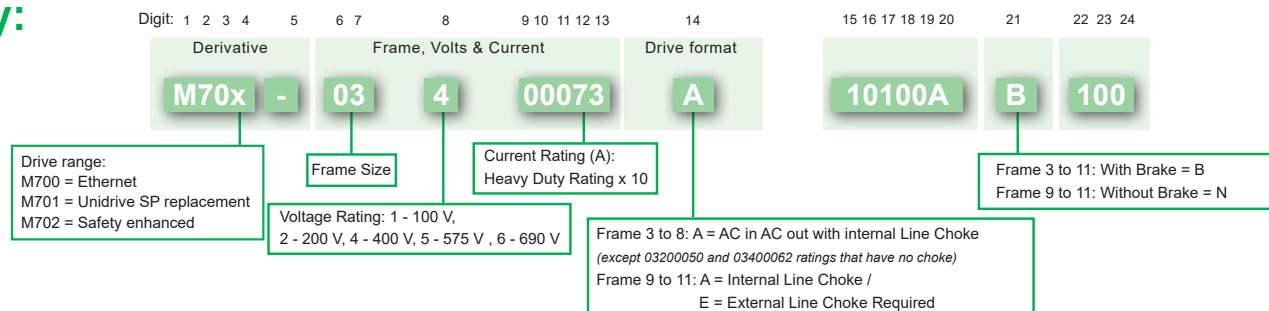 y:
Digit: 1 2 3 4 5 6 7 8 9 10 11 12 13 14 15 16 17 18 19 20 21 22 23 24
Derivative Frame, Volts & Current Drive format
M70x - 03 4 00073 A 10100A B 100
Drive range:
M700 = Ethernet
M701 = Unidrive SP replacement
M702 = Safety enhanced
Frame Size
Voltage Rating: 1 - 100 V,
2 - 200 V, 4 - 400 V, 5 - 575 V , 6 - 690 V
Current Rating (A):
Heavy Duty Rating x 10
Frame 3 to 8: A = AC in AC out with internal Line Choke
(except 03200050 and 03400062 ratings that have no choke)
Frame 9 to 11: A = Internal Line Choke /
E = External Line Choke Required
Frame 3 to 11: With Brake = B
Frame 9 to 11: Without Brake = N